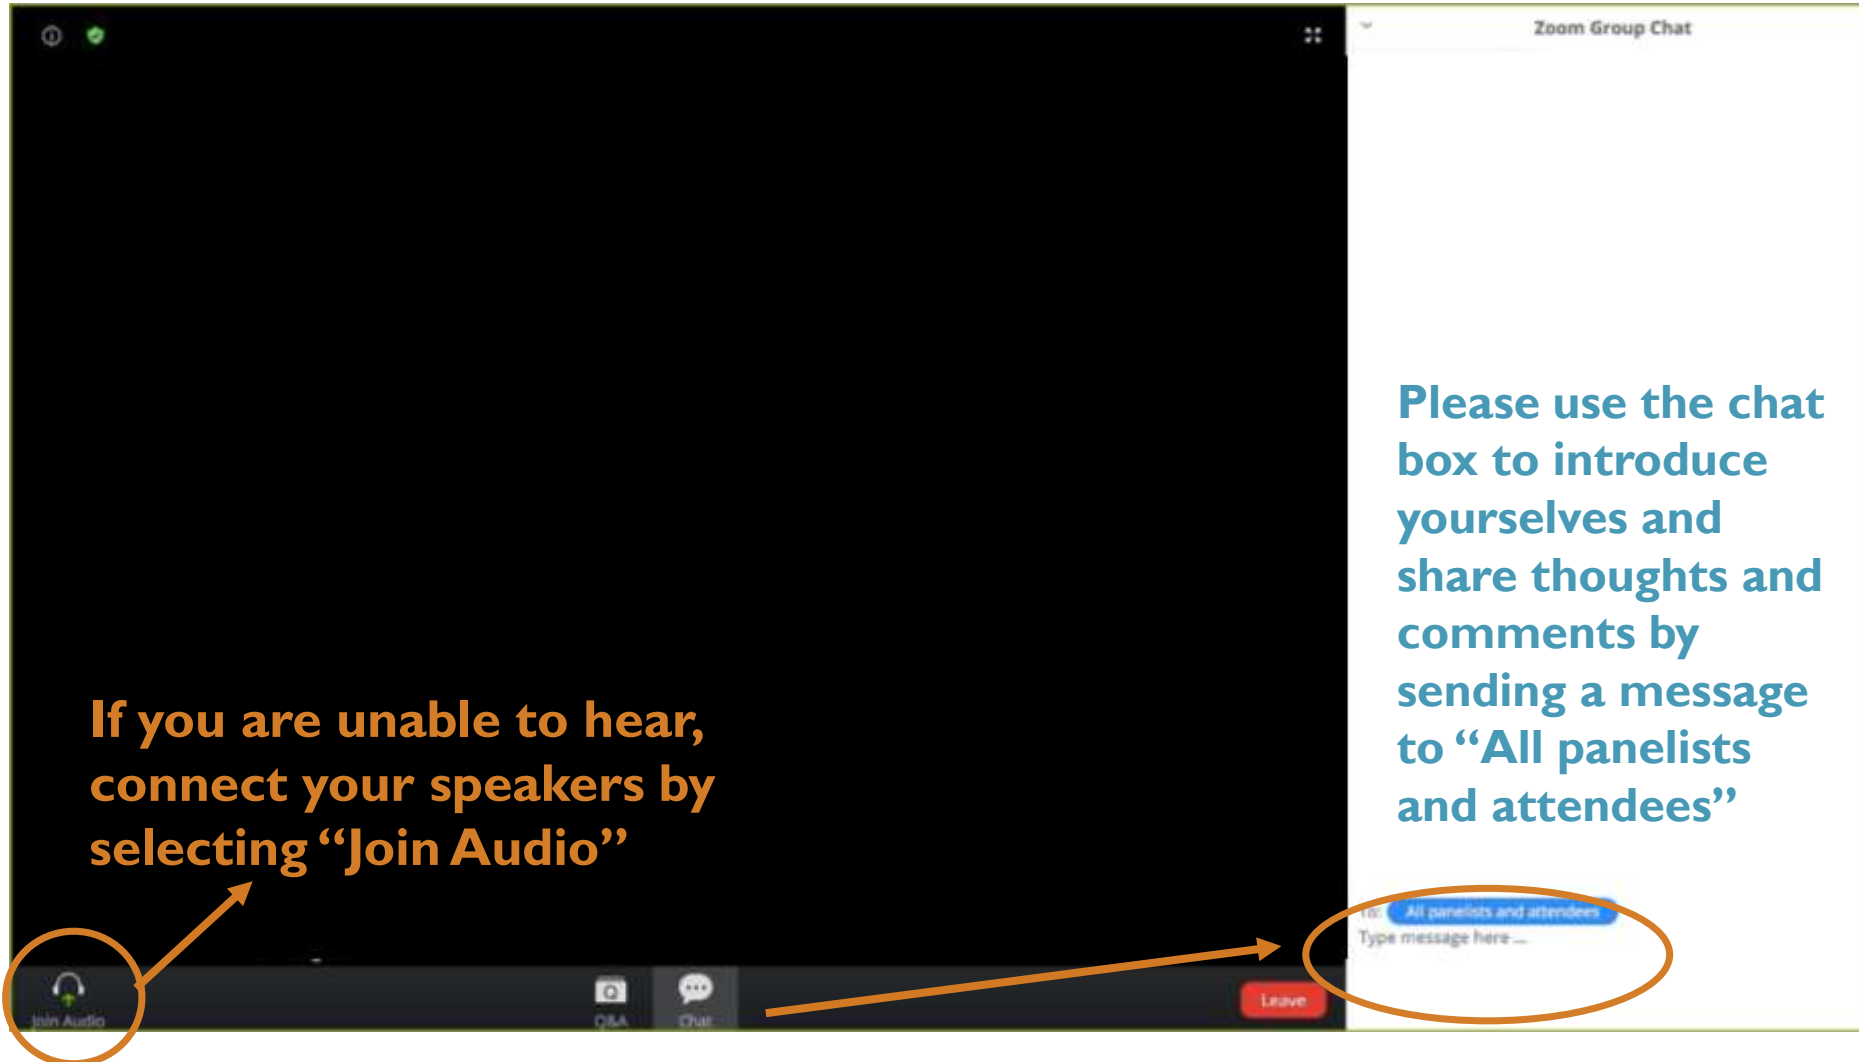 Zoom Group Chat
Please use the chat
box to introduce
yourselves and
share thoughts and
comments by
sending a message
to “All panelists
and attendees”
If you are unable to hear,
connect your speakers by
selecting “Join Audio”
To: All panelists and attendees
Type message here ...
Join Audio
Q&A
Chat
Leave